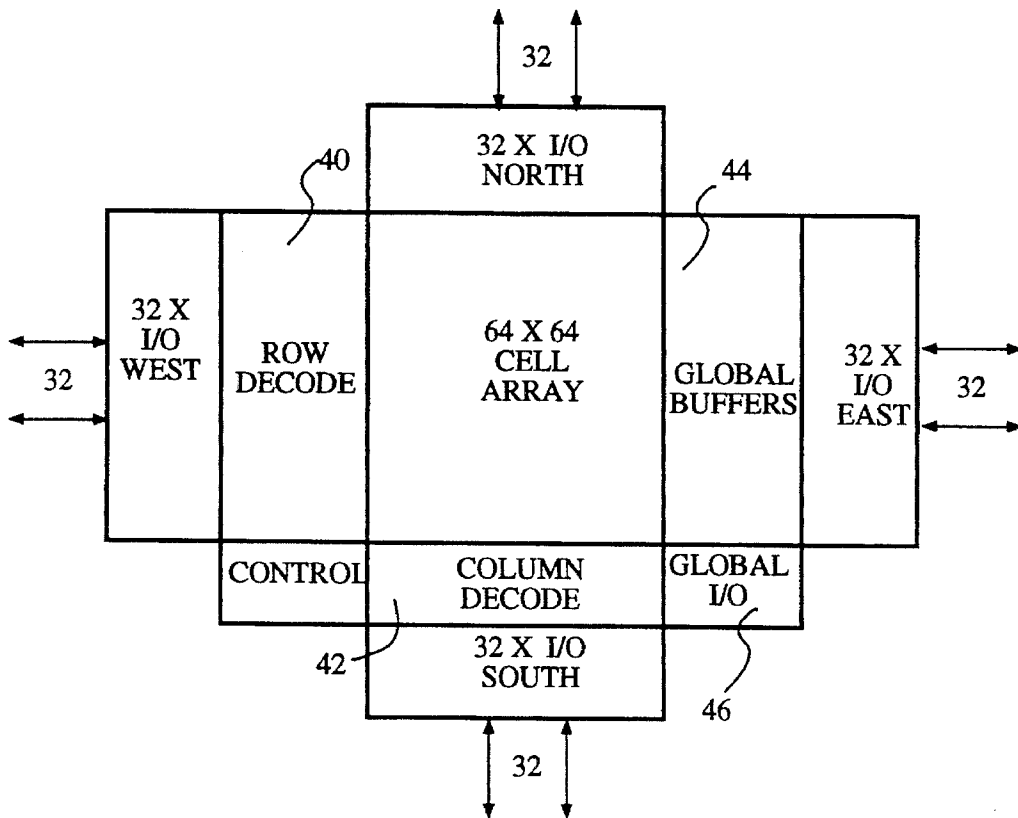 32
32 X I/O
NORTH
40
44
32 X
I/O
WEST
32
ROW
DECODE
64 X 64
CELL
ARRAY
GLOBAL
BUFFERS
32 X
I/O
EAST
32
CONTROL
COLUMN
DECODE
GLOBAL
I/O
42
32 X I/O
SOUTH
46
32